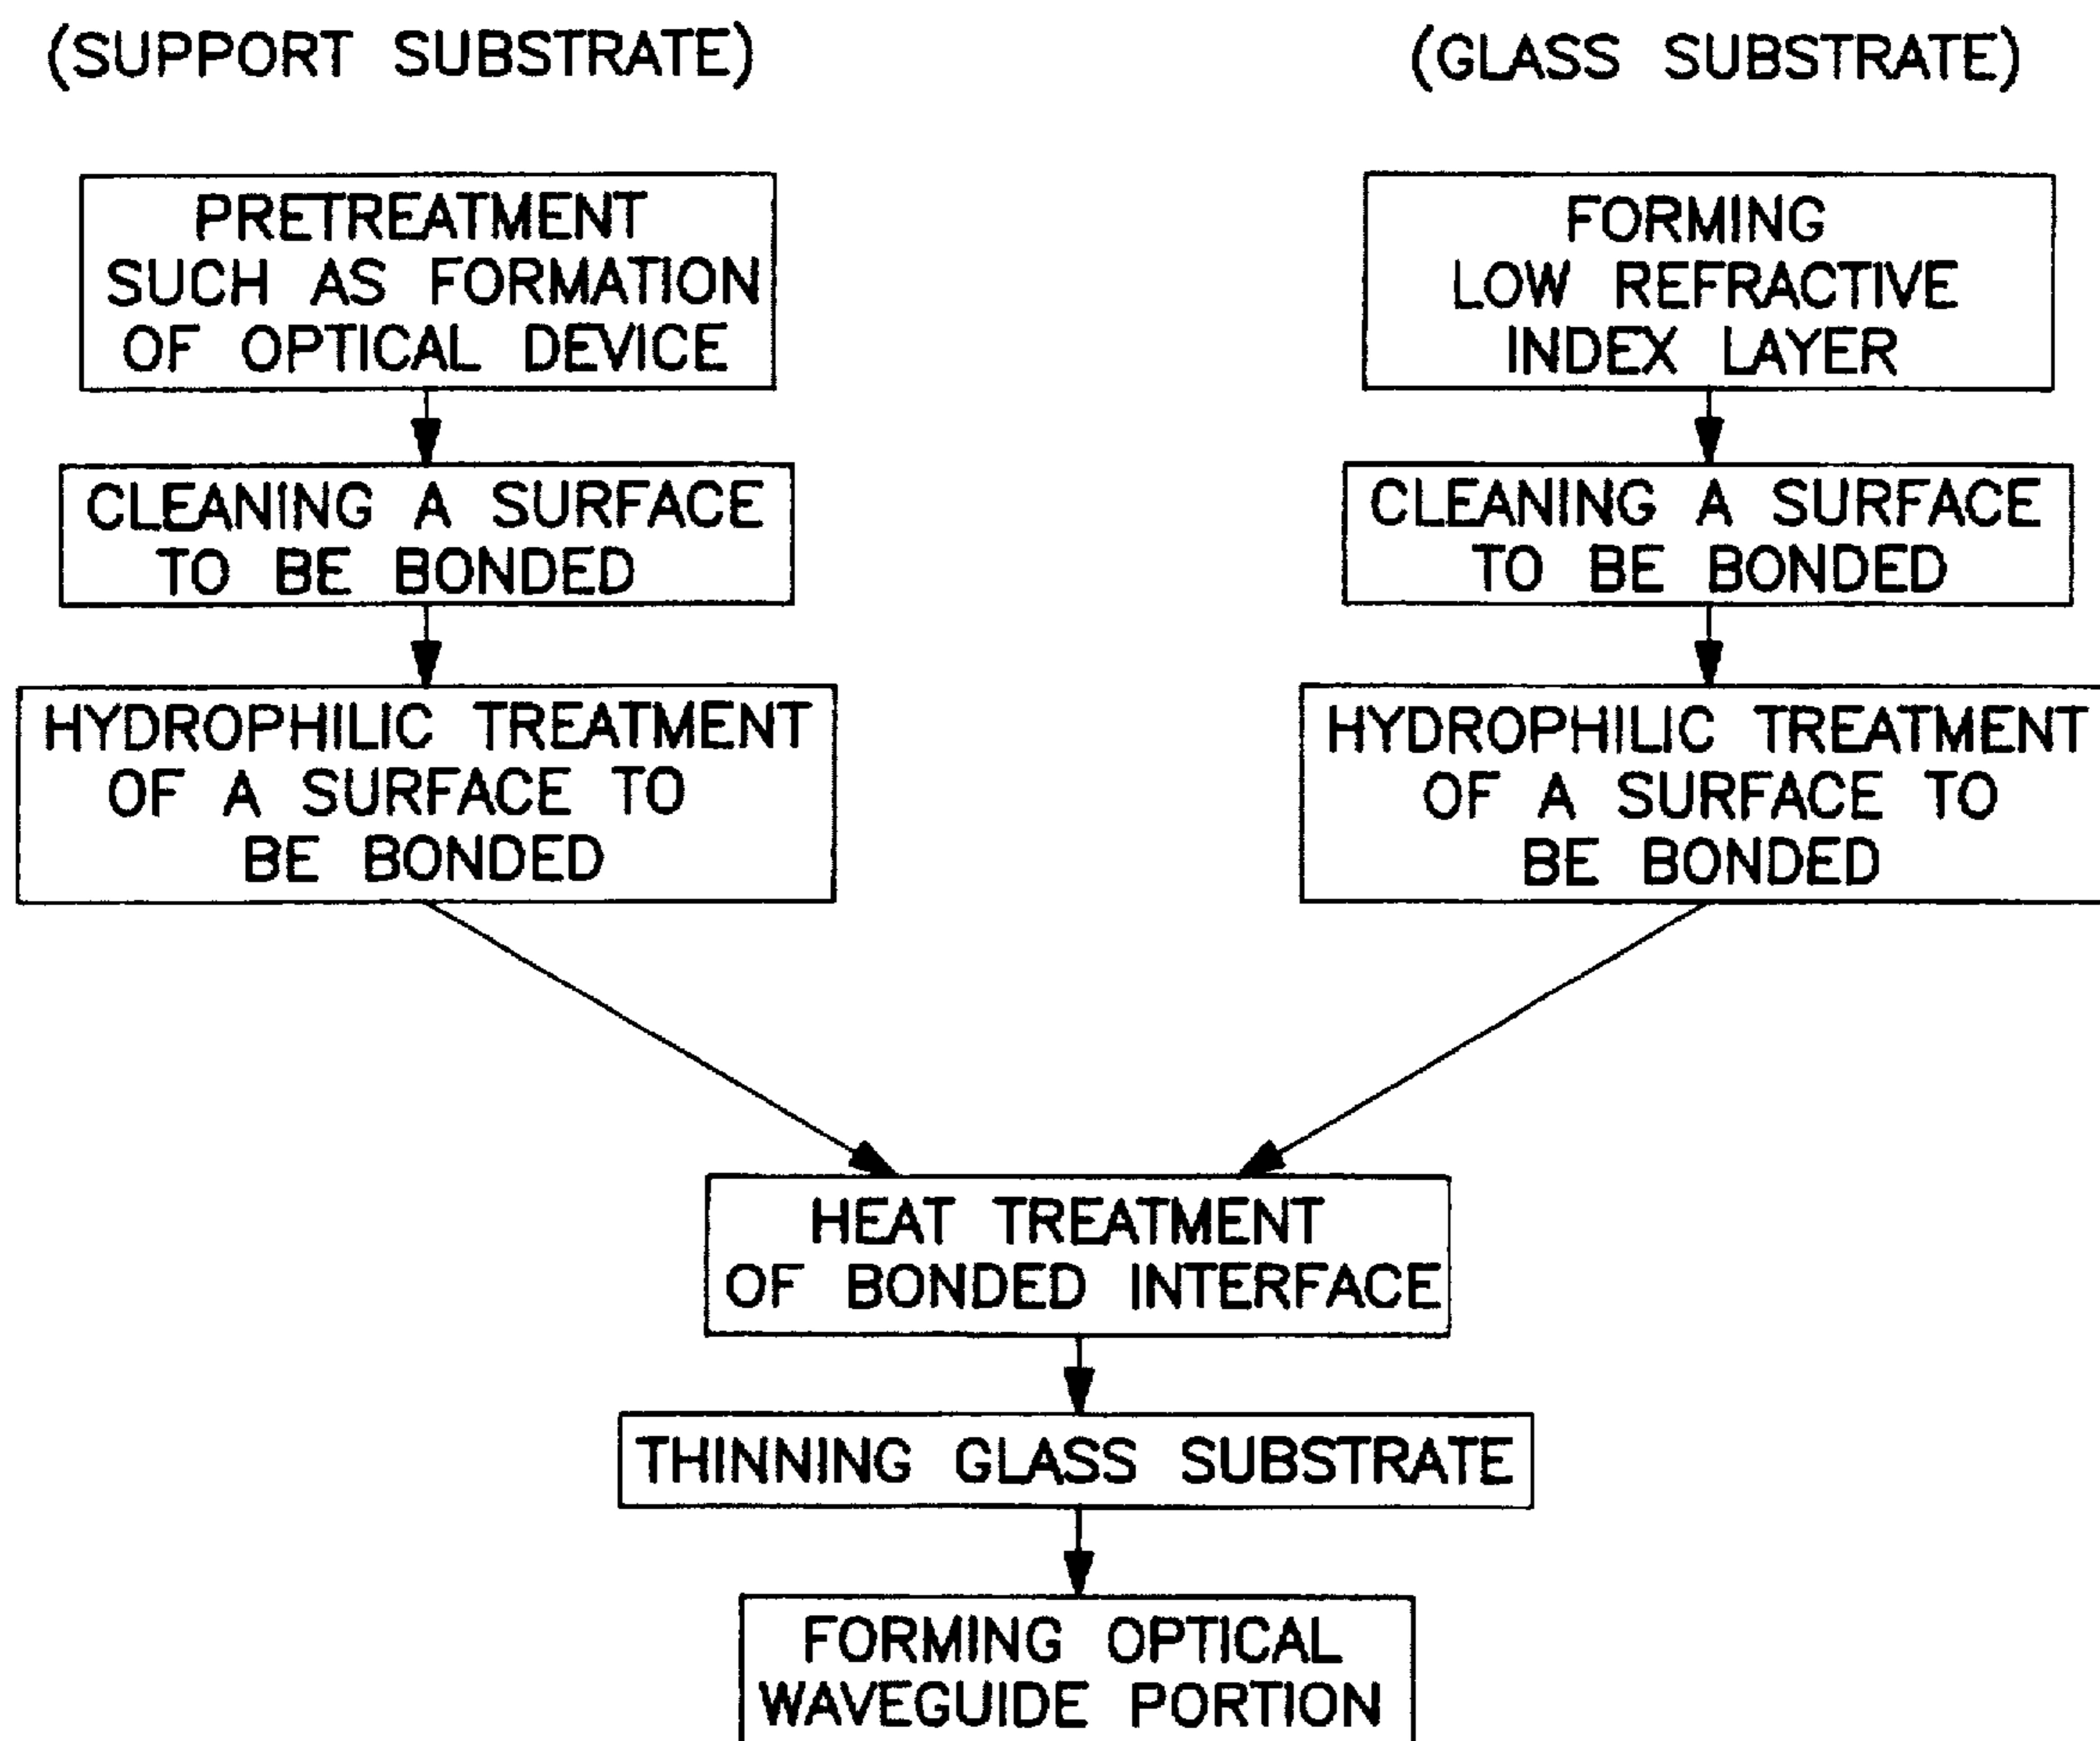 (SUPPORT SUBSTRATE)
PRETREATMENT
SUCH AS FORMATION
OF OPTICAL DEVICE
CLEANING A SURFACE
TO BE BONDED
HYDROPHILIC TREATMENT
OF A SURFACE TO
BE BONDED
(GLASS SUBSTRATE)
FORMING
LOW REFRACTIVE
INDEX LAYER
CLEANING A SURFACE
TO BE BONDED
HYDROPHILIC TREATMENT
OF A SURFACE TO
BE BONDED
HEAT TREATMENT
OF BONDED INTERFACE
THINNING GLASS SUBSTRATE
FORMING OPTICAL
WAVEGUIDE PORTION